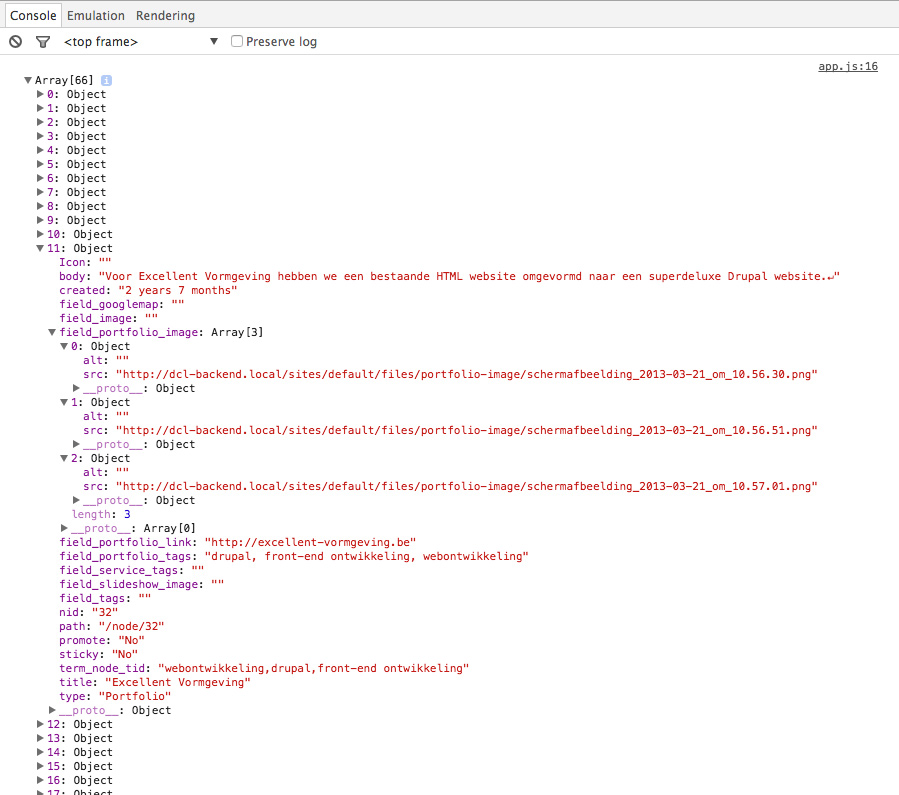 Console Emulation Rendering
<top frame> Preserve log
app.js:16
Array[66] i
0: Object
1: Object
2: Object
3: Object
4: Object
5: Object
6: Object
7: Object
8: Object
9: Object
10: Object
11: Object
Icon: ""
body: "Voor Excellent Vormgeving hebben we een bestaande HTML website omgevormd naar een superdeluxe Drupal website.↵"
created: "2 years 7 months"
field_googlemap: ""
field_image: ""
field_portfolio_image: Array[3]
0: Object
alt: ""
src: "http://dcl-backend.local/sites/default/files/portfolio-image/schermafbeelding_2013-03-21_om_10.56.30.png"
__proto__: Object
1: Object
alt: ""
src: "http://dcl-backend.local/sites/default/files/portfolio-image/schermafbeelding_2013-03-21_om_10.56.51.png"
__proto__: Object
2: Object
alt: ""
src: "http://dcl-backend.local/sites/default/files/portfolio-image/schermafbeelding_2013-03-21_om_10.57.01.png"
__proto__: Object
length: 3
__proto__: Array[0]
field_portfolio_link: "http://excellent-vormgeving.be"
field_portfolio_tags: "drupal, front-end ontwikkeling, webontwikkeling"
field_service_tags: ""
field_slideshow_image: ""
field_tags: ""
nid: "32"
path: "/node/32"
promote: "No"
sticky: "No"
term_node_tid: "webontwikkeling,drupal,front-end ontwikkeling"
title: "Excellent Vormgeving"
type: "Portfolio"
__proto__: Object
12: Object
13: Object
14: Object
15: Object
16: Object
17: Object